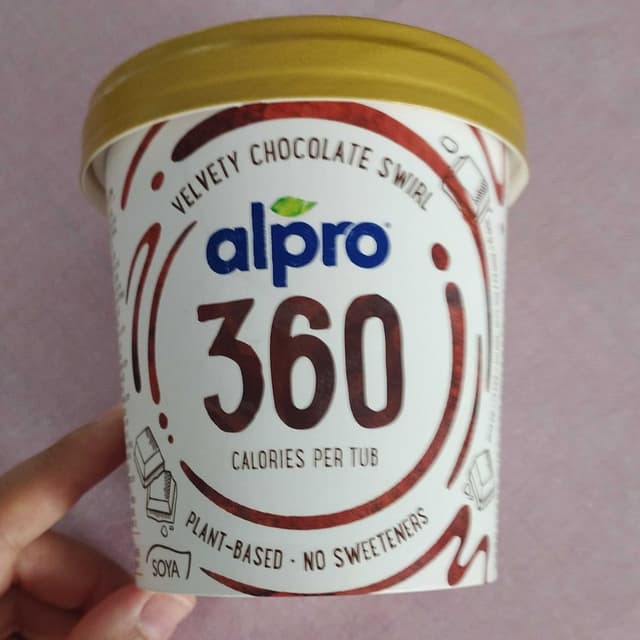 VELVETY CHOCOLATE SWIRL
alpro
360
CALORIES PER TUB
PLANT-BASED · NO SWEETENERS
SOYA